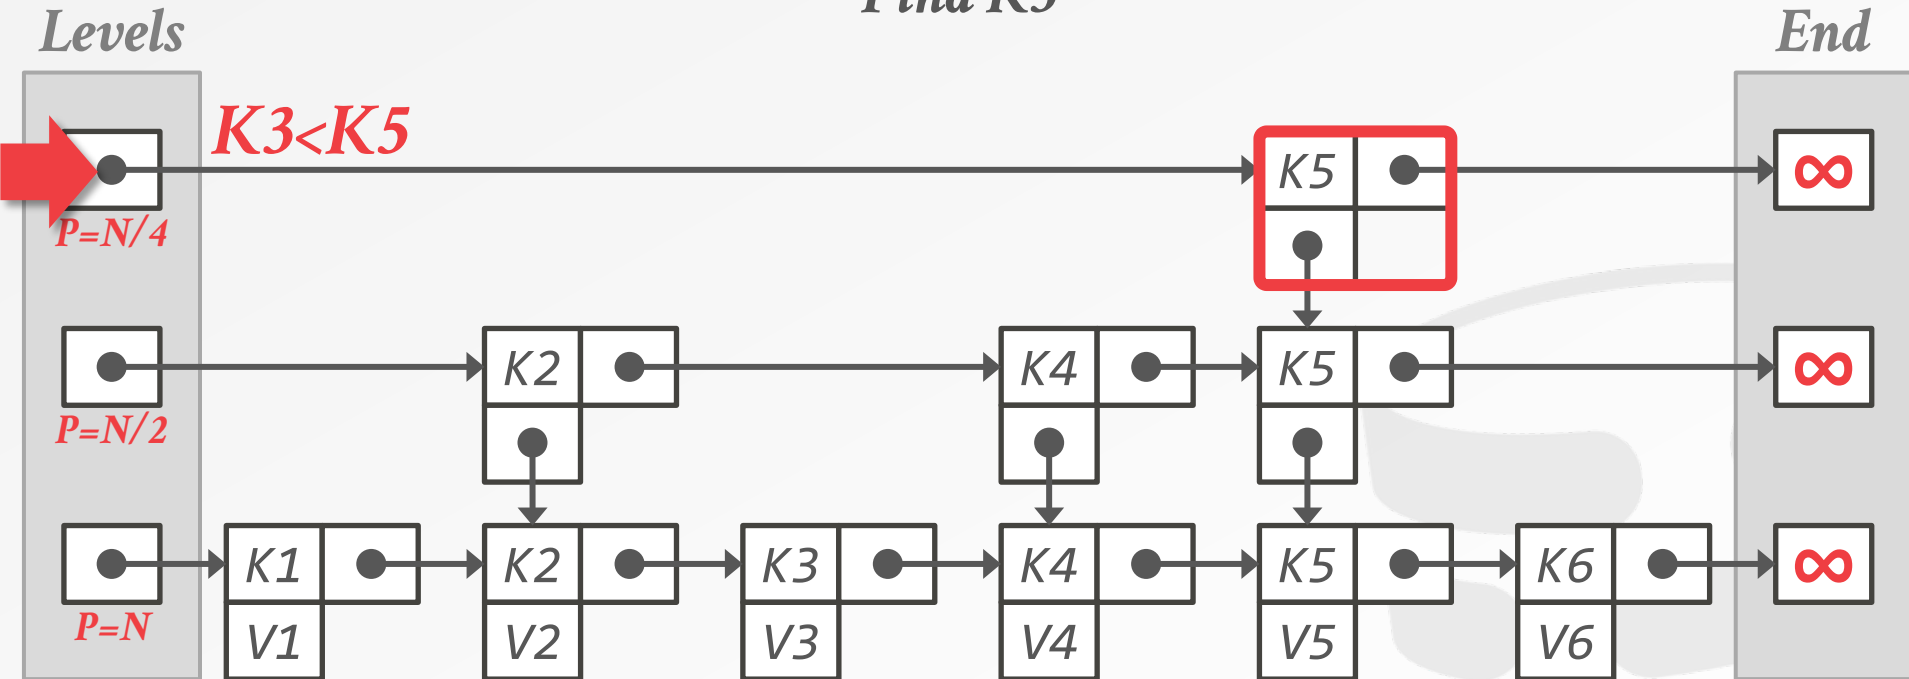 Levels
End
K3<K5
K5
∞
P=N/4
K2
K4
K5
∞
P=N/2
K1
K2
K3
K4
K5
K6
∞
P=N
V1
V2
V3
V4
V5
V6